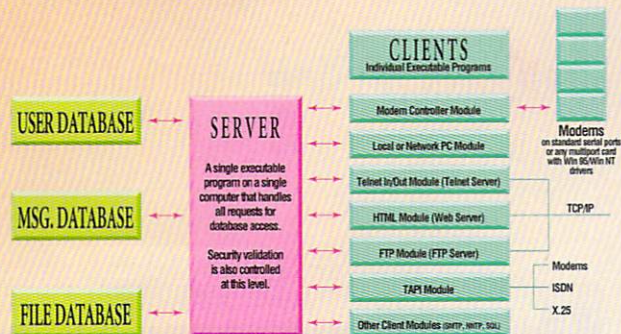 CLIENTS
Individual Executable Programs
USER DATABASE
MSG. DATABASE
FILE DATABASE
SERVER
A single executable
program on a single
computer that handles
all requests for
database access.
Security validation
is also controlled
at this level.
Modem Controller Module
Local or Network PC Module
Telnet In/Out Module (Telnet Server)
HTML Module (Web Server)
FTP Module (FTP Server)
TAPI Module
Other Client Modules (SMTP, NNTP, SQL)
Modems
on standard serial ports
or any multiport card
with Win 95/Win NT
drivers
TCP/IP
Modems
ISDN
X.25